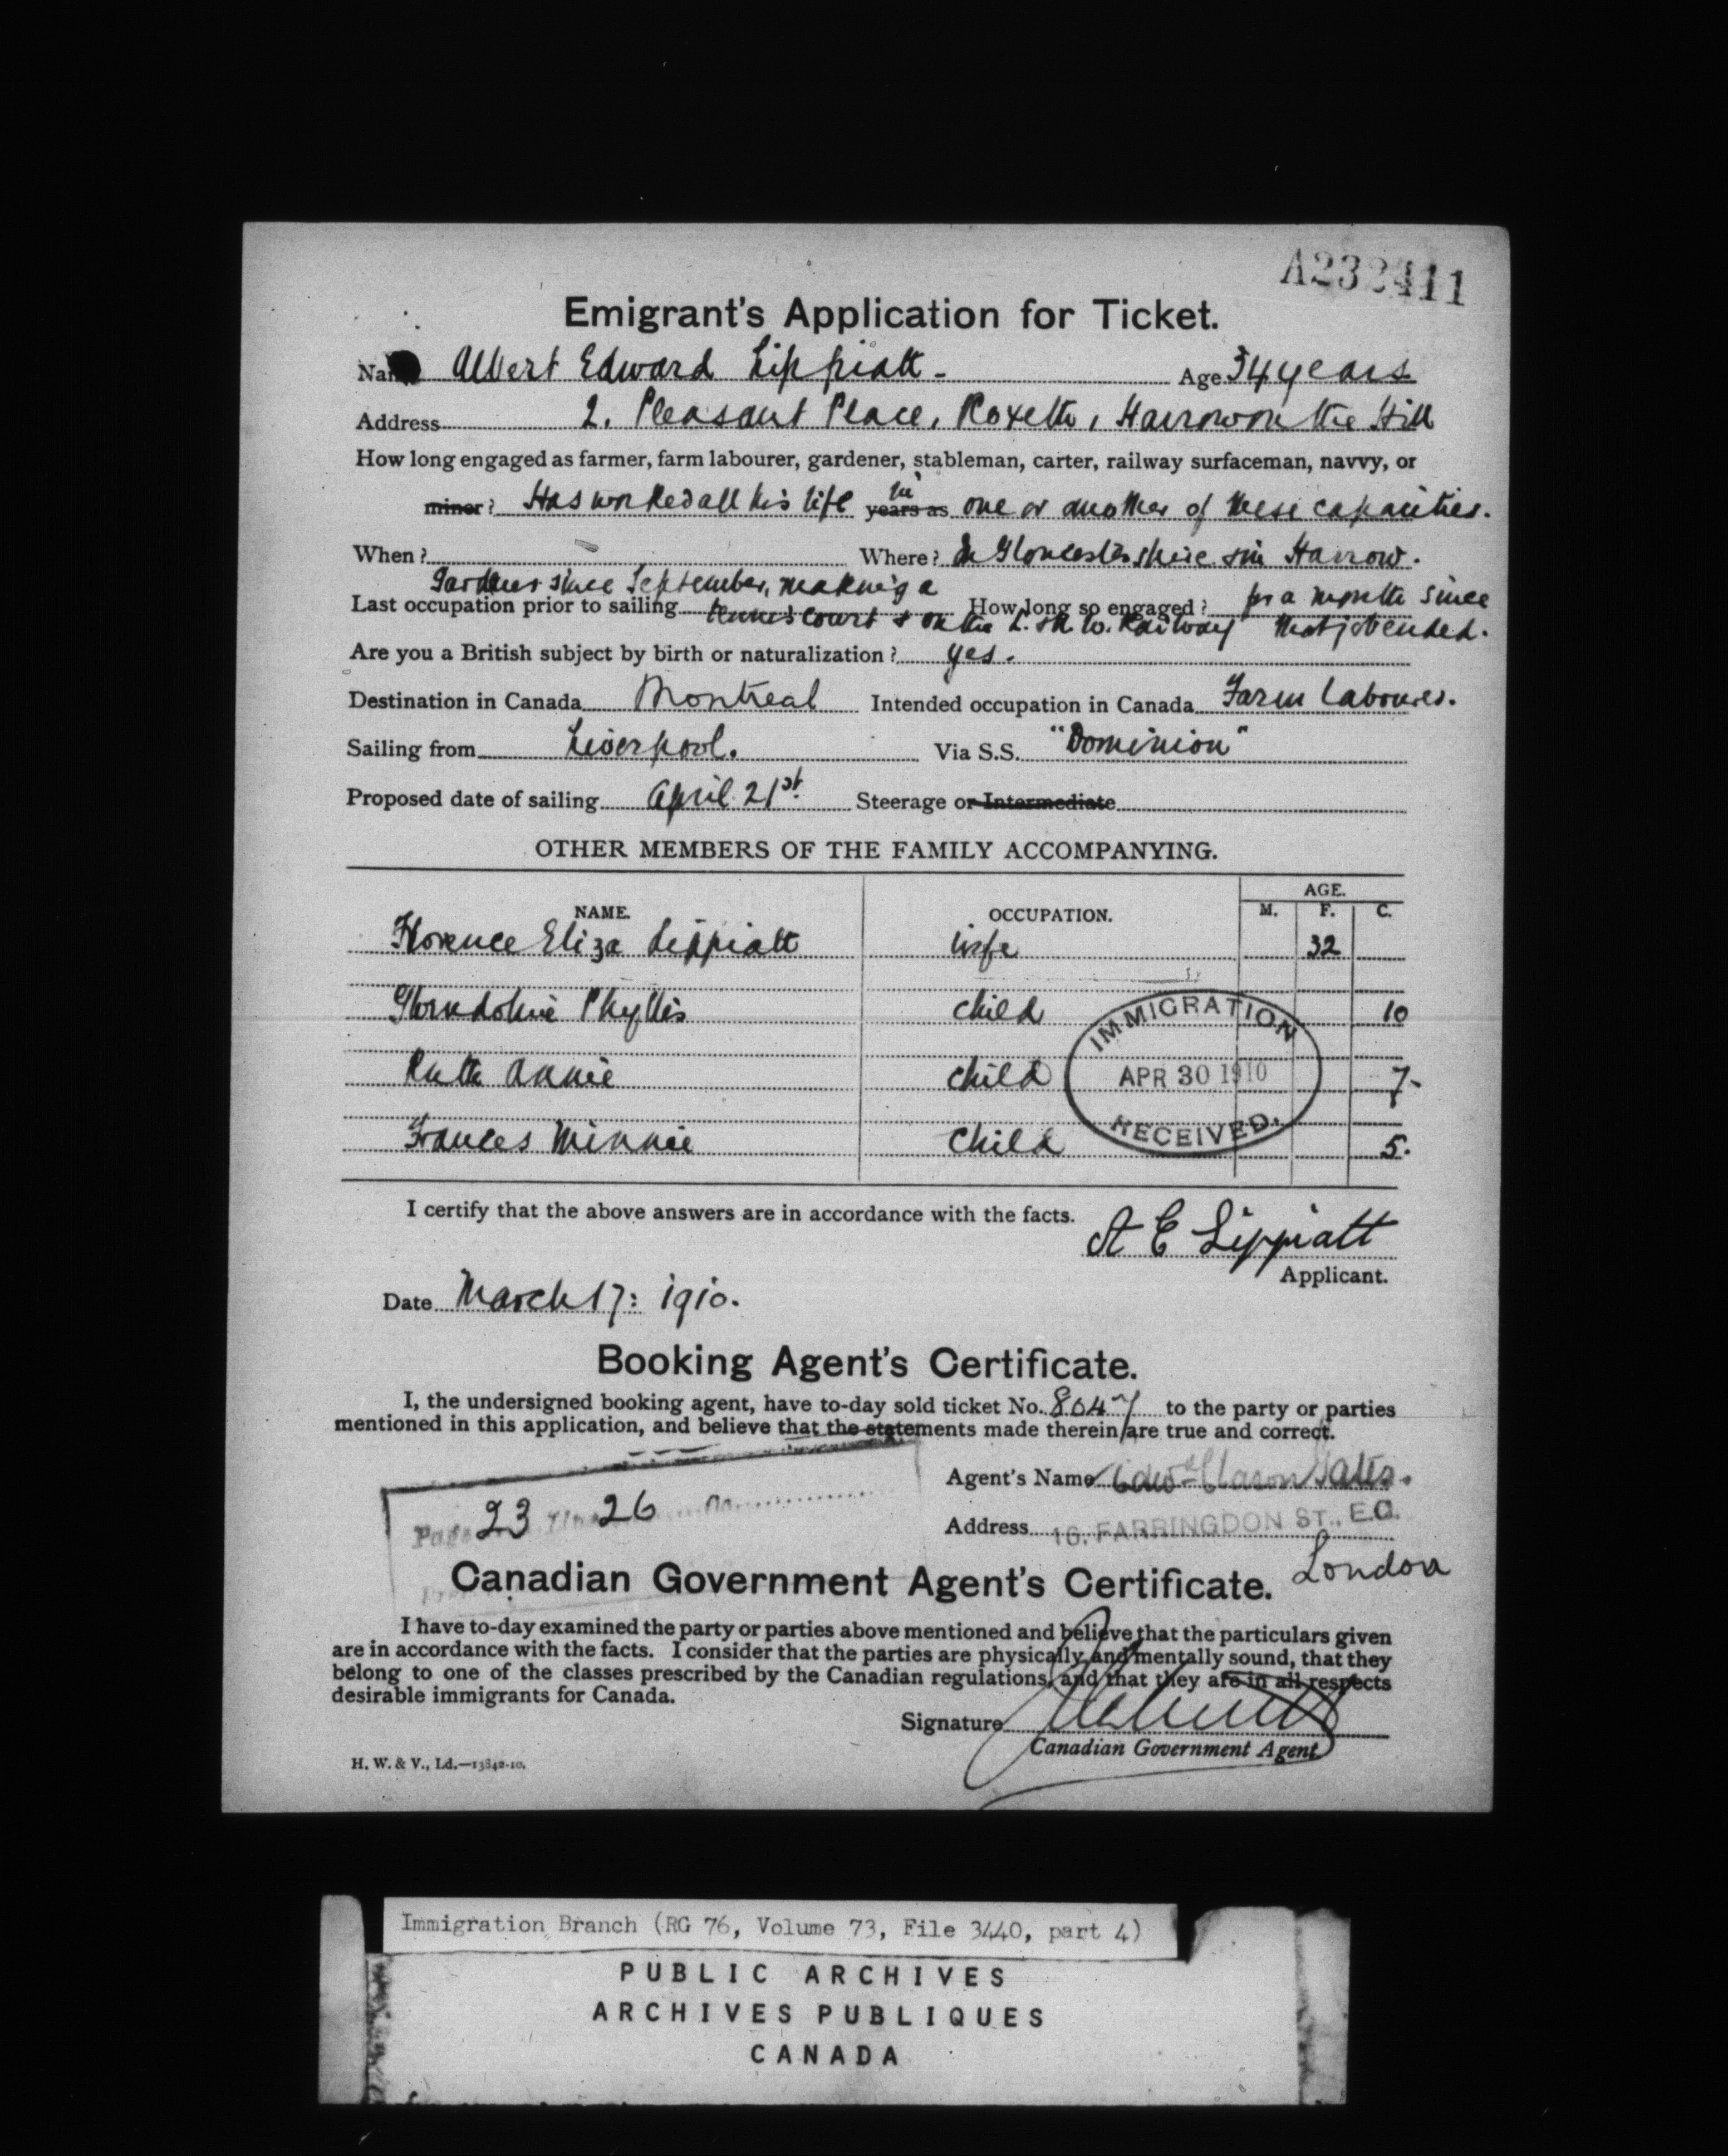 A232411
Emigrant's Application for Ticket.
Name Albert Edward Lippiatt - Age 34 years
Address 2. Pleasant Place, Roxeth, Harrow on the Hill
How long engaged as farmer, farm labourer, gardener, stableman, carter, railway surfaceman, navvy, or
miner? Has worked all his life years as in one or another of these capacities.
When? Where? In Gloucestershire & in Harrow.
Gardener since September, making a
Last occupation prior to sailing tennis court & on the L. & N. W. Railway How long so engaged? for a month since
that job ended.
Are you a British subject by birth or naturalization? yes.
Destination in Canada Montreal Intended occupation in Canada Farm labourer.
Sailing from Liverpool. Via S.S. "Dominion"
Proposed date of sailing April 21st. Steerage or Intermediate
OTHER MEMBERS OF THE FAMILY ACCOMPANYING.
NAME. OCCUPATION. AGE.
M. F. C.
Florence Eliza Lippiatt wife 32
Gwendoline Phyllis child 10
Ruth Annie child 7-
Frances Minnie child 5.
IMMIGRATION
APR 30 1910
RECEIVED.
I certify that the above answers are in accordance with the facts.
A E Lippiatt
Applicant.
Date March 17: 1910.
Booking Agent's Certificate.
I, the undersigned booking agent, have to-day sold ticket No. 8047 to the party or parties
mentioned in this application, and believe that the statements made therein are true and correct.
Agent's Name
Page 23 Line 26
Address 16, FARRINGDON ST., E.C.
London
Canadian Government Agent's Certificate.
I have to-day examined the party or parties above mentioned and believe that the particulars given
are in accordance with the facts. I consider that the parties are physically and mentally sound, that they
belong to one of the classes prescribed by the Canadian regulations, and that they are in all respects
desirable immigrants for Canada.
Signature
Canadian Government Agent
H. W. & V., Ld.—13842-10.
Immigration Branch (RG 76, Volume 73, File 3440, part 4)
PUBLIC ARCHIVES
ARCHIVES PUBLIQUES
CANADA